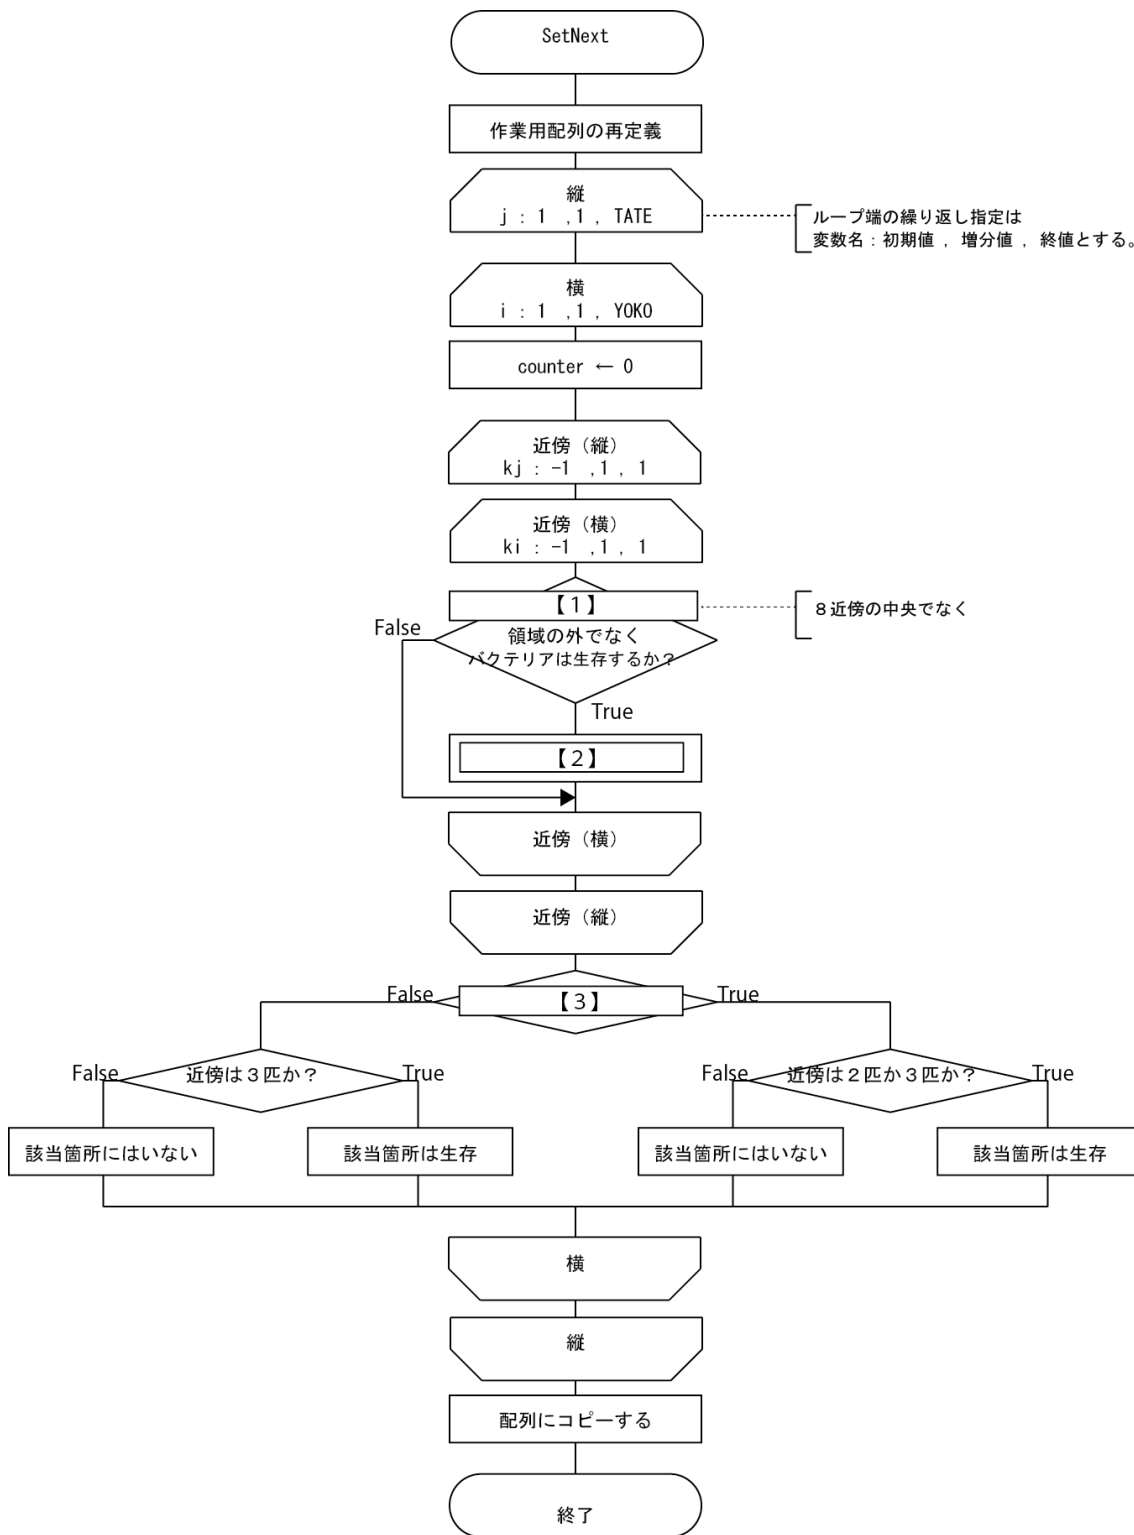 SetNext
作業用配列の再定義
縦
j : 1 ,1 , TATE
ループ端の繰り返し指定は
変数名：初期値 ， 増分値 ， 終値とする。
横
i : 1 ,1 , YOKO
counter ← 0
近傍（縦）
kj : -1 ,1 , 1
近傍（横）
ki : -1 ,1 , 1
【1】
８近傍の中央でなく
False
領域の外でなく
バクテリアは生存するか？
True
【2】
近傍（横）
近傍（縦）
False
【3】
True
False
近傍は３匹か？
True
False
近傍は２匹か３匹か？
True
該当箇所にはいない
該当箇所は生存
該当箇所にはいない
該当箇所は生存
横
縦
配列にコピーする
終了